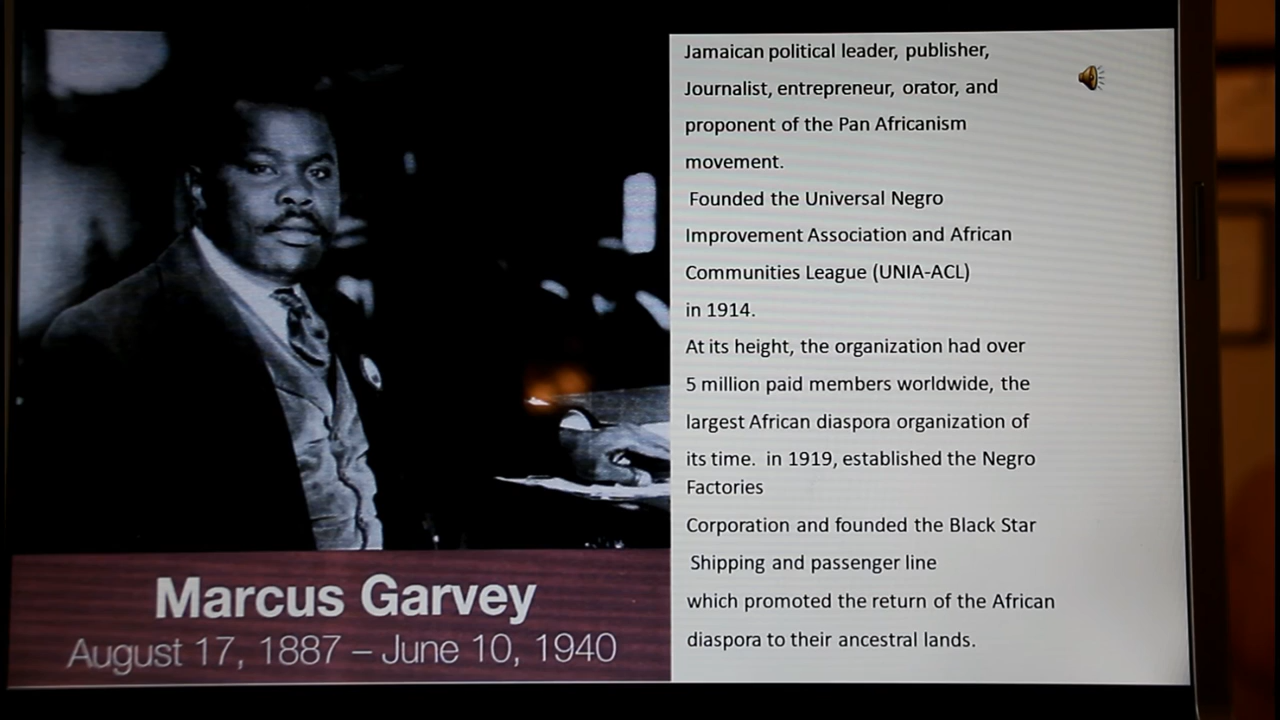 Jamaican political leader, publisher,
Journalist, entrepreneur, orator, and
proponent of the Pan Africanism
movement.
Founded the Universal Negro
Improvement Association and African
Communities League (UNIA-ACL)
in 1914.
At its height, the organization had over
5 million paid members worldwide, the
largest African diaspora organization of
its time.  in 1919, established the Negro
Factories
Corporation and founded the Black Star
Shipping and passenger line
which promoted the return of the African
diaspora to their ancestral lands.
Marcus Garvey
August 17, 1887 – June 10, 1940